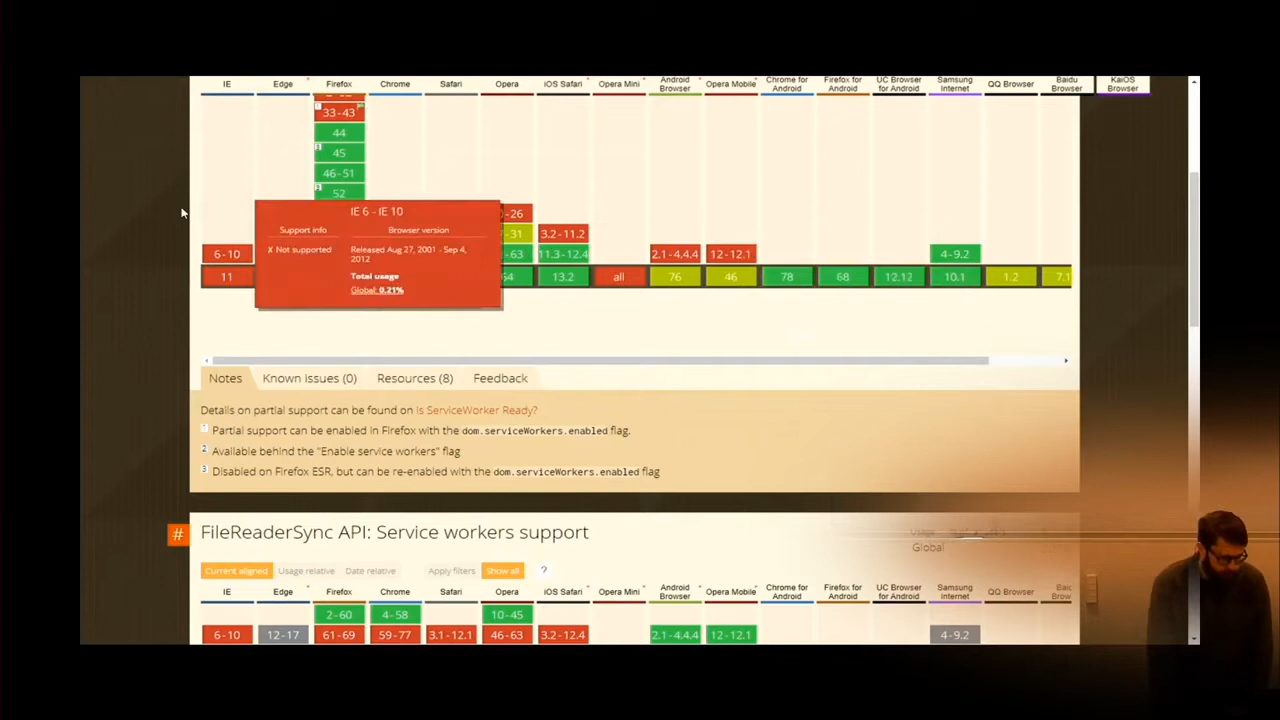 IE Edge Firefox Chrome Safari Opera iOS Safari Opera Mini Android Browser Opera Mobile Chrome for Android Firefox for Android UC Browser for Android Samsung Internet QQ Browser Baidu Browser KaiOS Browser
1 33-43
44
3 45
46-51
3 52
IE 6 - IE 10
-26
Support info Browser version
-31 3.2-11.2
X Not supported Released Aug 27, 2001 - Sep 4,
2012
6-10 -63 11.3-12.4 2.1-4.4.4 12-12.1 4-9.2
Total usage
11 64 13.2 all 76 46 78 68 12.12 10.1 1.2 7.1
Global: 0.21%
Notes Known issues (0) Resources (8) Feedback
Details on partial support can be found on Is ServiceWorker Ready?
1 Partial support can be enabled in Firefox with the dom.serviceWorkers.enabled flag.
2 Available behind the "Enable service workers" flag
3 Disabled on Firefox ESR, but can be re-enabled with the dom.serviceWorkers.enabled flag
# FileReaderSync API: Service workers support
Usage
Global
Current aligned Usage relative Date relative Apply filters Show all ?
IE Edge Firefox Chrome Safari Opera iOS Safari Opera Mini Android Browser Opera Mobile Chrome for Android Firefox for Android UC Browser for Android Samsung Internet QQ Browser
2-60 4-58 10-45
6-10 12-17 61-69 59-77 3.1-12.1 46-63 3.2-12.4 2.1-4.4.4 12-12.1 4-9.2